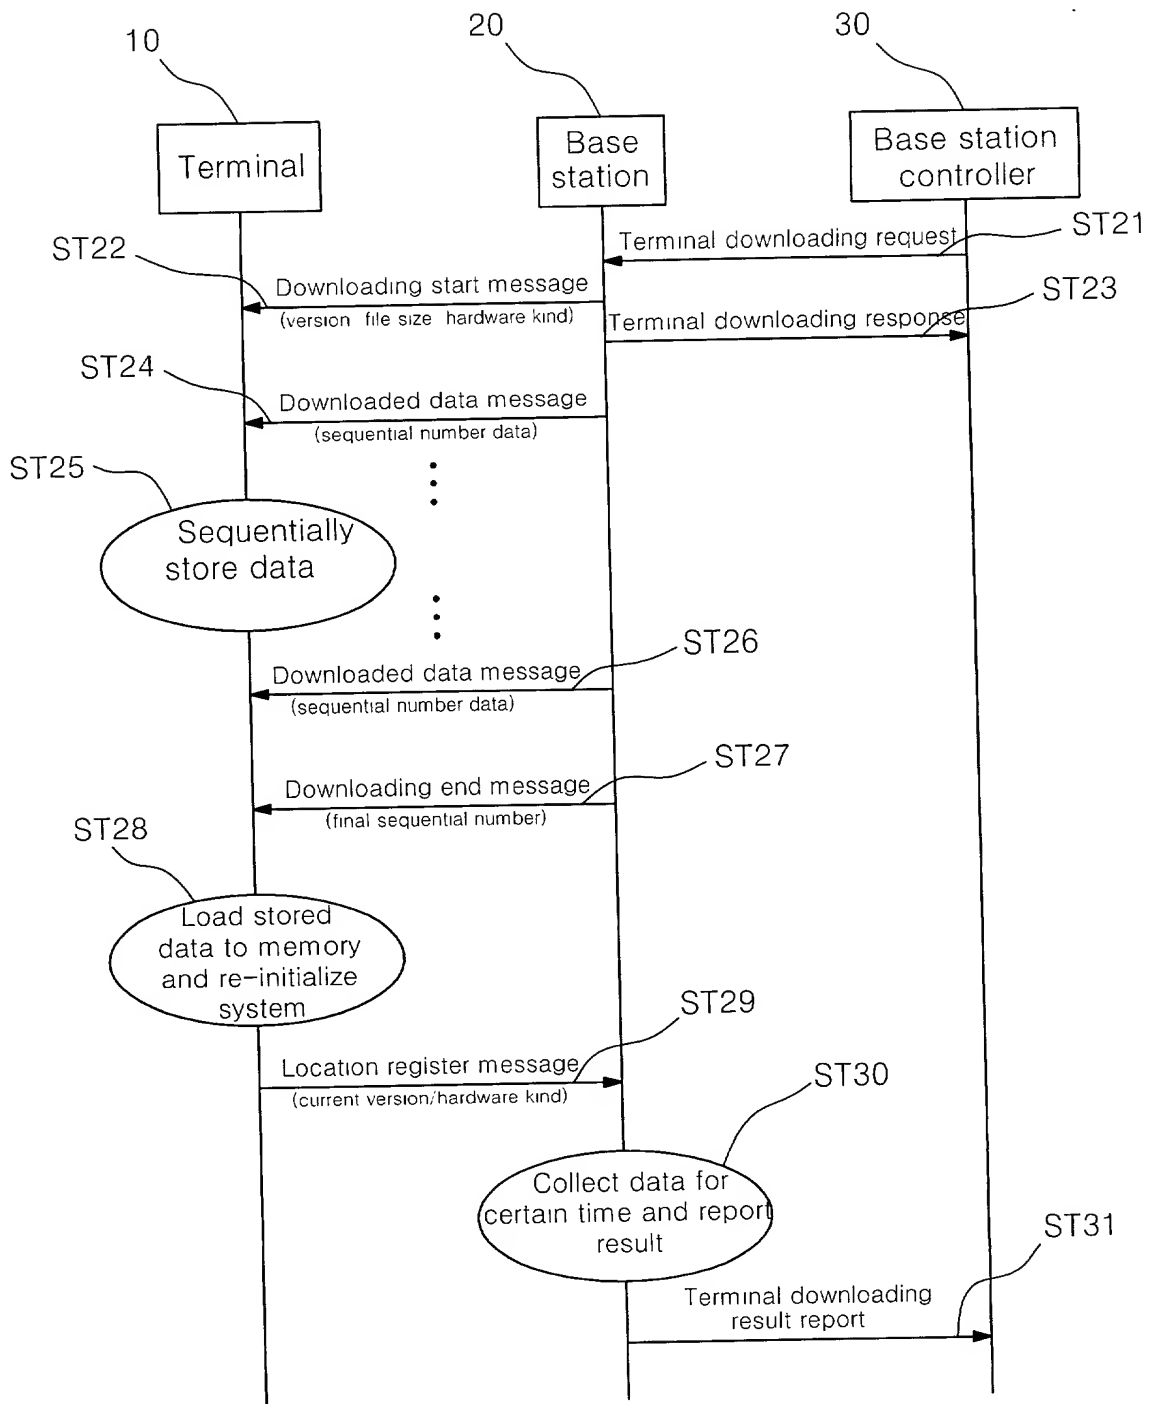 10
20
30
Terminal
Base
station
Base station
controller
ST21
Terminal downloading request
ST22
Downloading start message
(version file size hardware kind)
ST23
Terminal downloading response
ST24
Downloaded data message
(sequential number data)
ST25
Sequentially
store data
ST26
Downloaded data message
(sequential number data)
ST27
Downloading end message
(final sequential number)
ST28
Load stored
data to memory
and re-initialize
system
ST29
Location register message
(current version/hardware kind)
ST30
Collect data for
certain time and report
result
ST31
Terminal downloading
result report